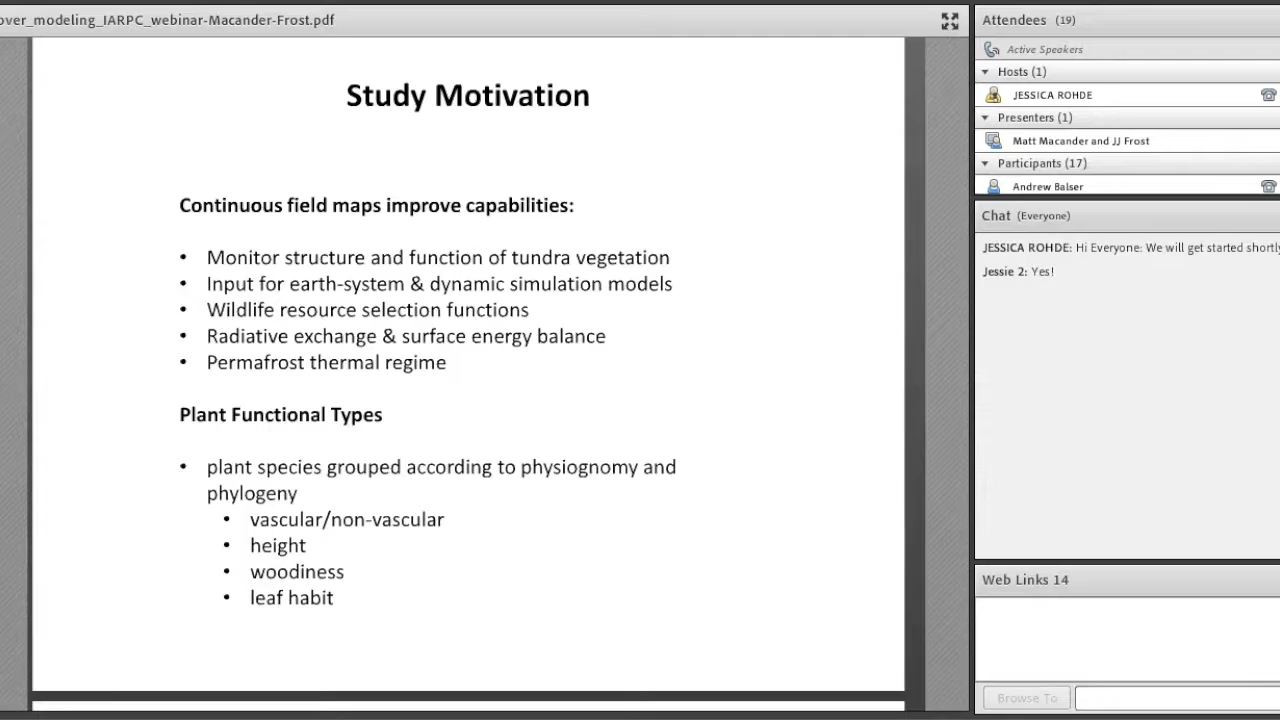 over_modeling_IARPC_webinar-Macander-Frost.pdf
Study Motivation
Continuous field maps improve capabilities:
• Monitor structure and function of tundra vegetation
• Input for earth-system & dynamic simulation models
• Wildlife resource selection functions
• Radiative exchange & surface energy balance
• Permafrost thermal regime
Plant Functional Types
• plant species grouped according to physiognomy and
phylogeny
• vascular/non-vascular
• height
• woodiness
• leaf habit
Attendees (19)
Active Speakers
Hosts (1)
JESSICA ROHDE
Presenters (1)
Matt Macander and JJ Frost
Participants (17)
Andrew Balser
Chat (Everyone)
JESSICA ROHDE: Hi Everyone: We will get started shortly
Jessie 2: Yes!
Web Links 14
Browse To